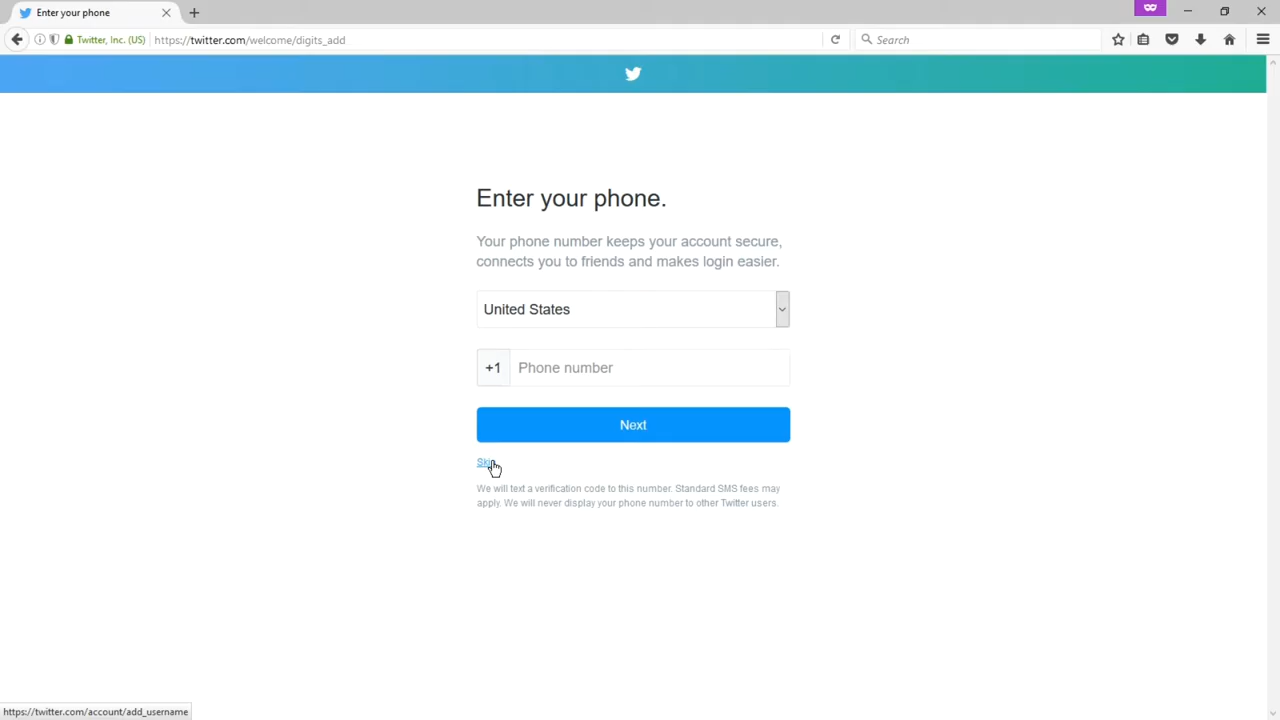 Enter your phone
Twitter, Inc. (US)
https://twitter.com/welcome/digits_add
Search
Enter your phone.
Your phone number keeps your account secure,
connects you to friends and makes login easier.
United States
+1
Phone number
Next
We will text a verification code to this number. Standard SMS fees may
apply. We will never display your phone number to other Twitter users.
https://twitter.com/account/add_username